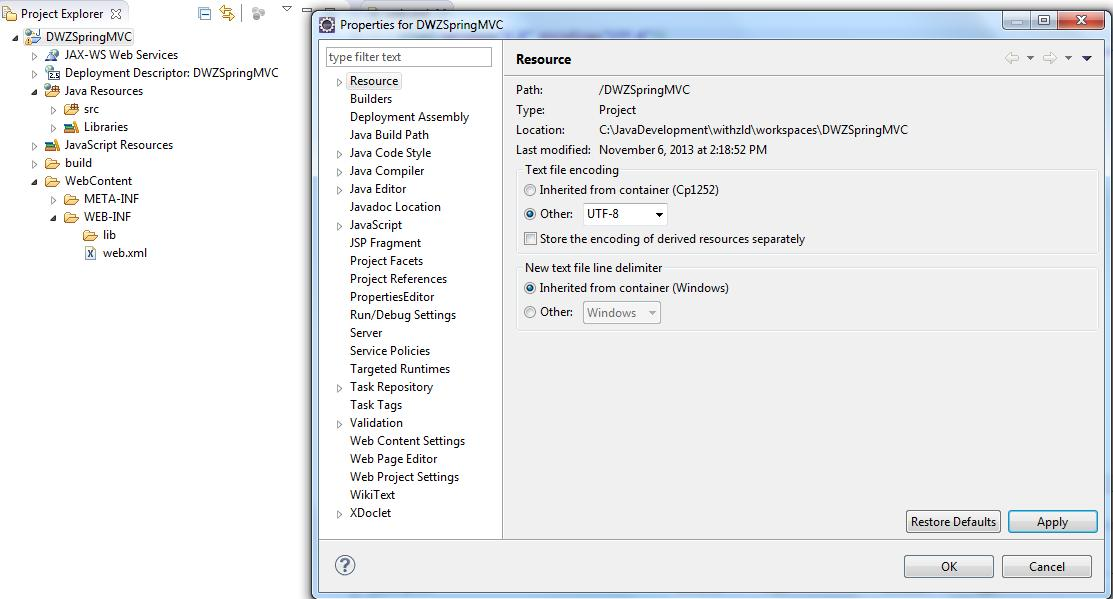 Project Explorer
DWZSpringMVC
JAX-WS Web Services
Deployment Descriptor: DWZSpringMVC
Java Resources
src
Libraries
JavaScript Resources
build
WebContent
META-INF
WEB-INF
lib
web.xml
Properties for DWZSpringMVC
type filter text
Resource
Builders
Deployment Assembly
Java Build Path
Java Code Style
Java Compiler
Java Editor
Javadoc Location
JavaScript
JSP Fragment
Project Facets
Project References
PropertiesEditor
Run/Debug Settings
Server
Service Policies
Targeted Runtimes
Task Repository
Task Tags
Validation
Web Content Settings
Web Page Editor
Web Project Settings
WikiText
XDoclet
Resource
Path: /DWZSpringMVC
Type: Project
Location: C:\JavaDevelopment\withzld\workspaces\DWZSpringMVC
Last modified: November 6, 2013 at 2:18:52 PM
Text file encoding
Inherited from container (Cp1252)
Other: UTF-8
Store the encoding of derived resources separately
New text file line delimiter
Inherited from container (Windows)
Other: Windows
Restore Defaults Apply
? OK Cancel